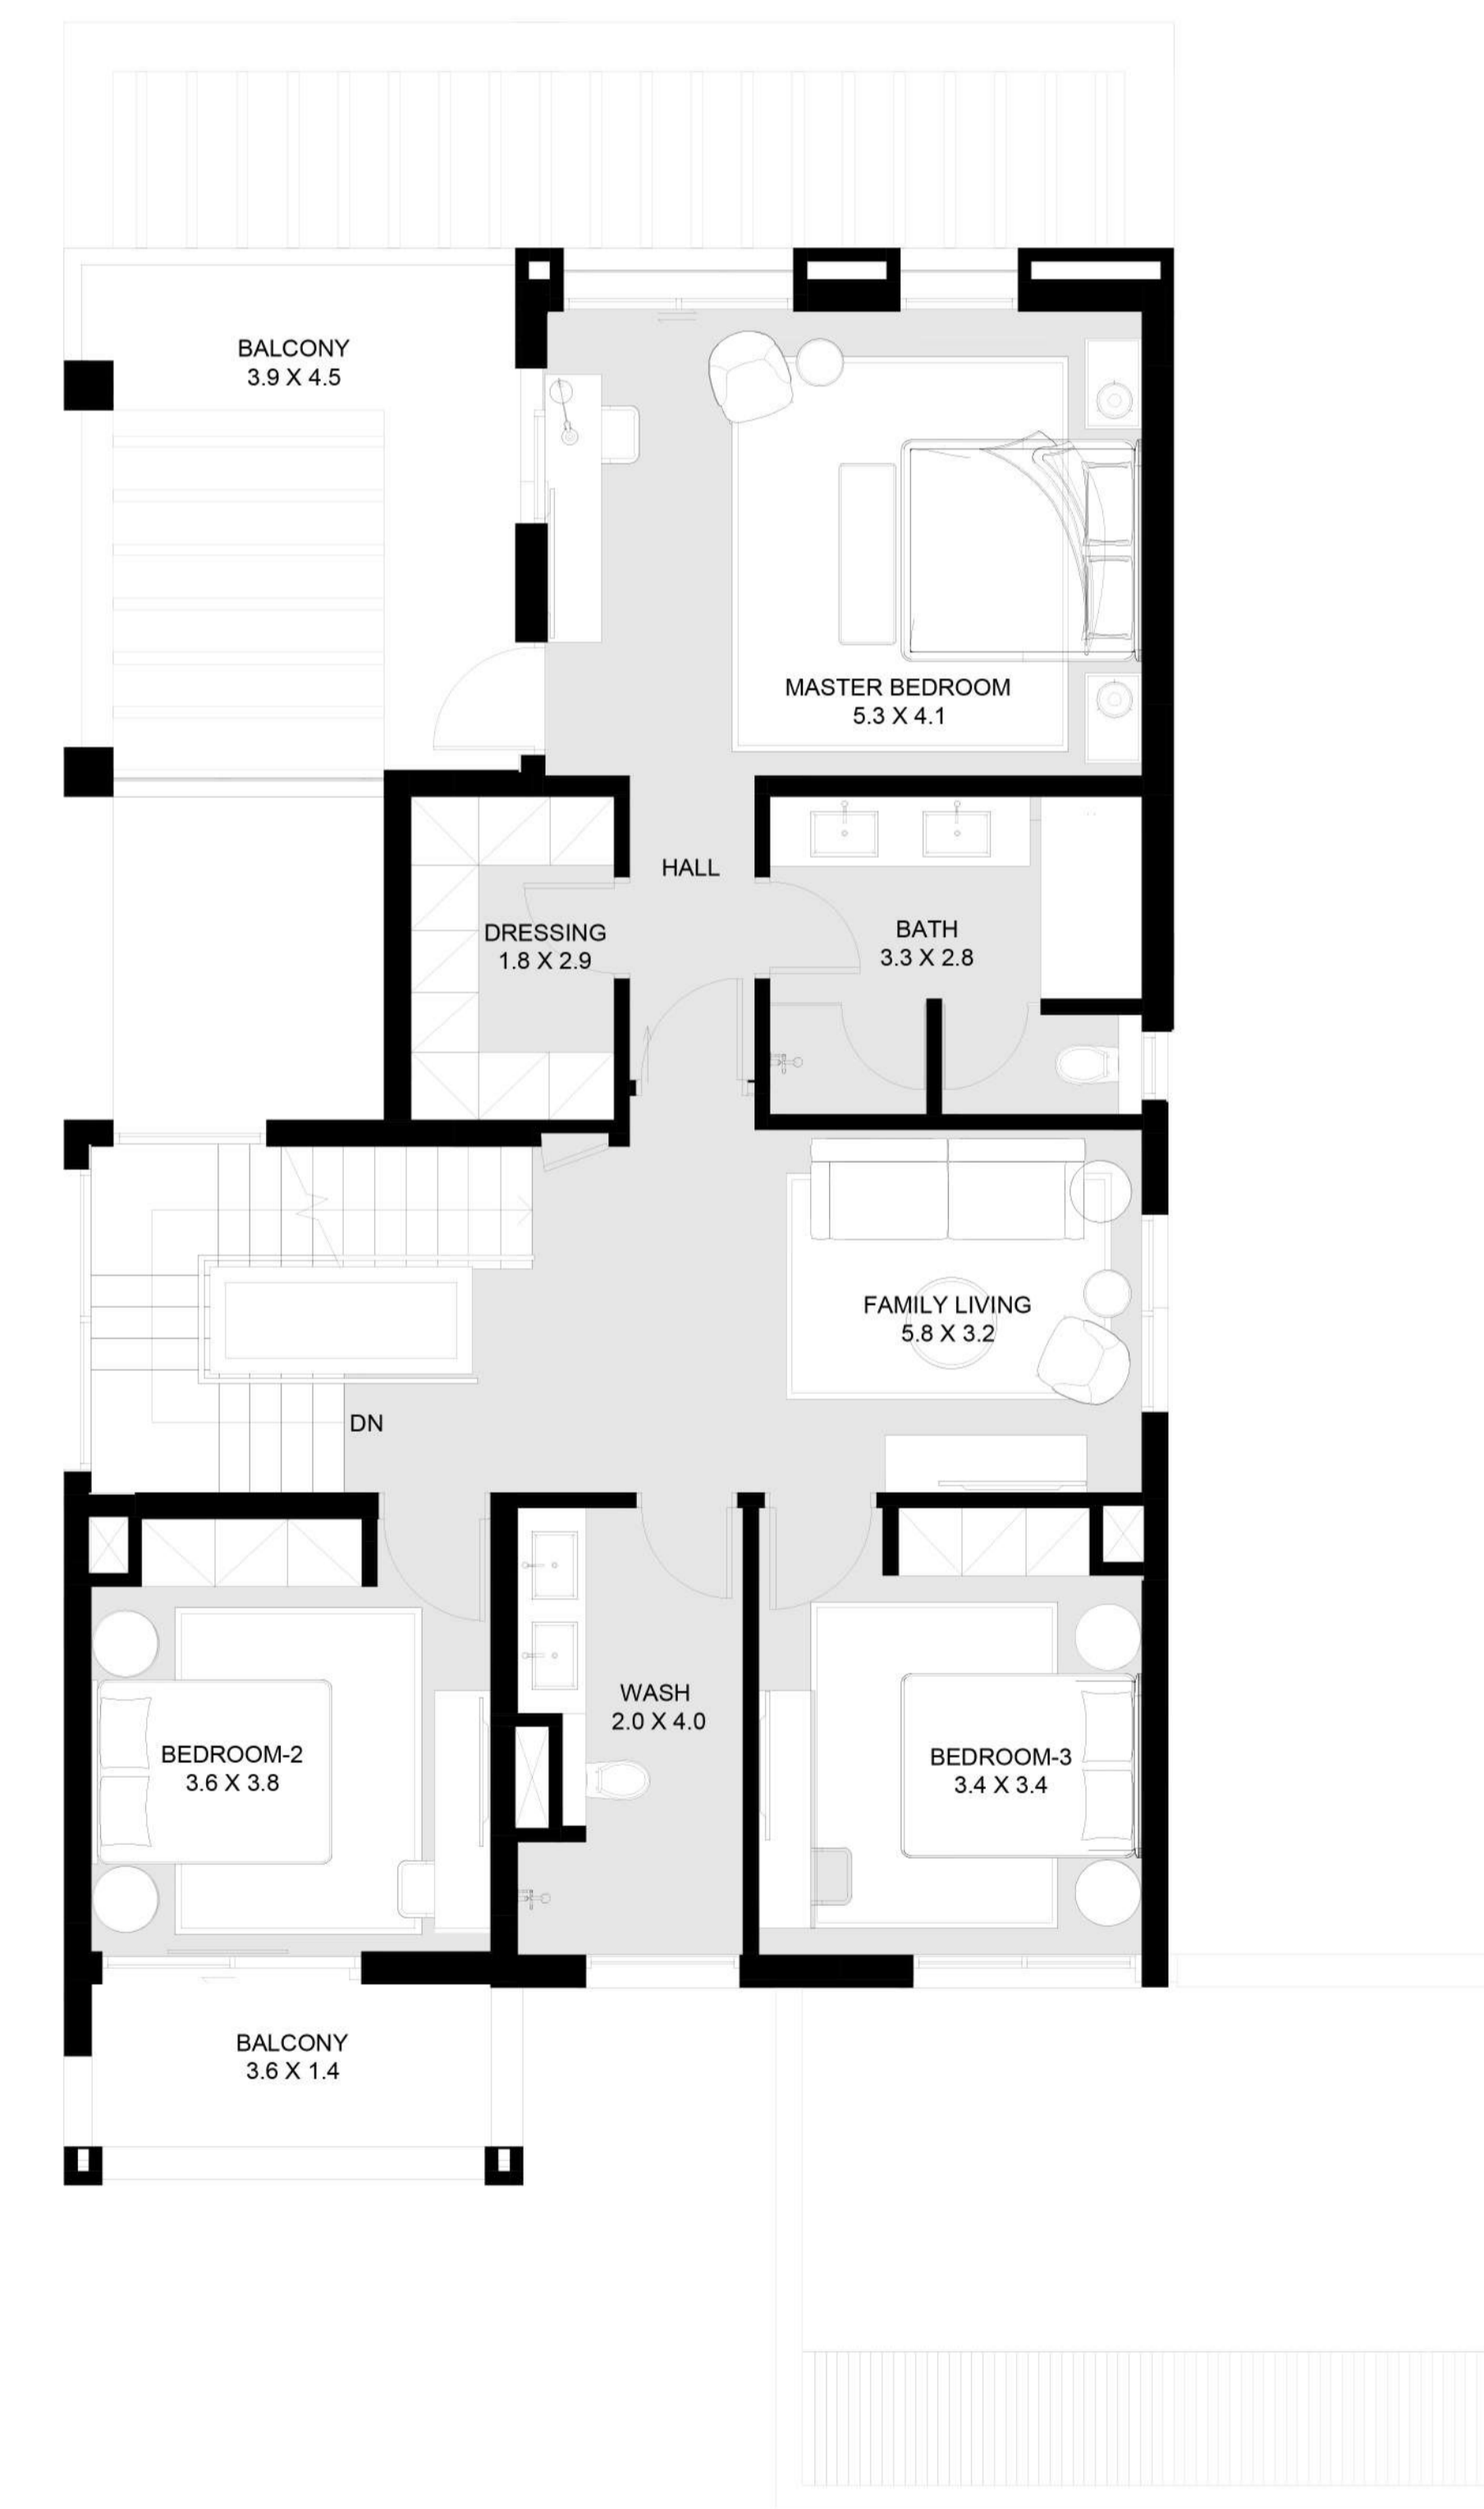 BALCONY
3.9 X 4.5
MASTER BEDROOM
5.3 X 4.1
HALL
DRESSING
1.8 X 2.9
BATH
3.3 X 2.8
FAMILY LIVING
5.8 X 3.2
DN
WASH
2.0 X 4.0
BEDROOM-2
3.6 X 3.8
BEDROOM-3
3.4 X 3.4
BALCONY
3.6 X 1.4